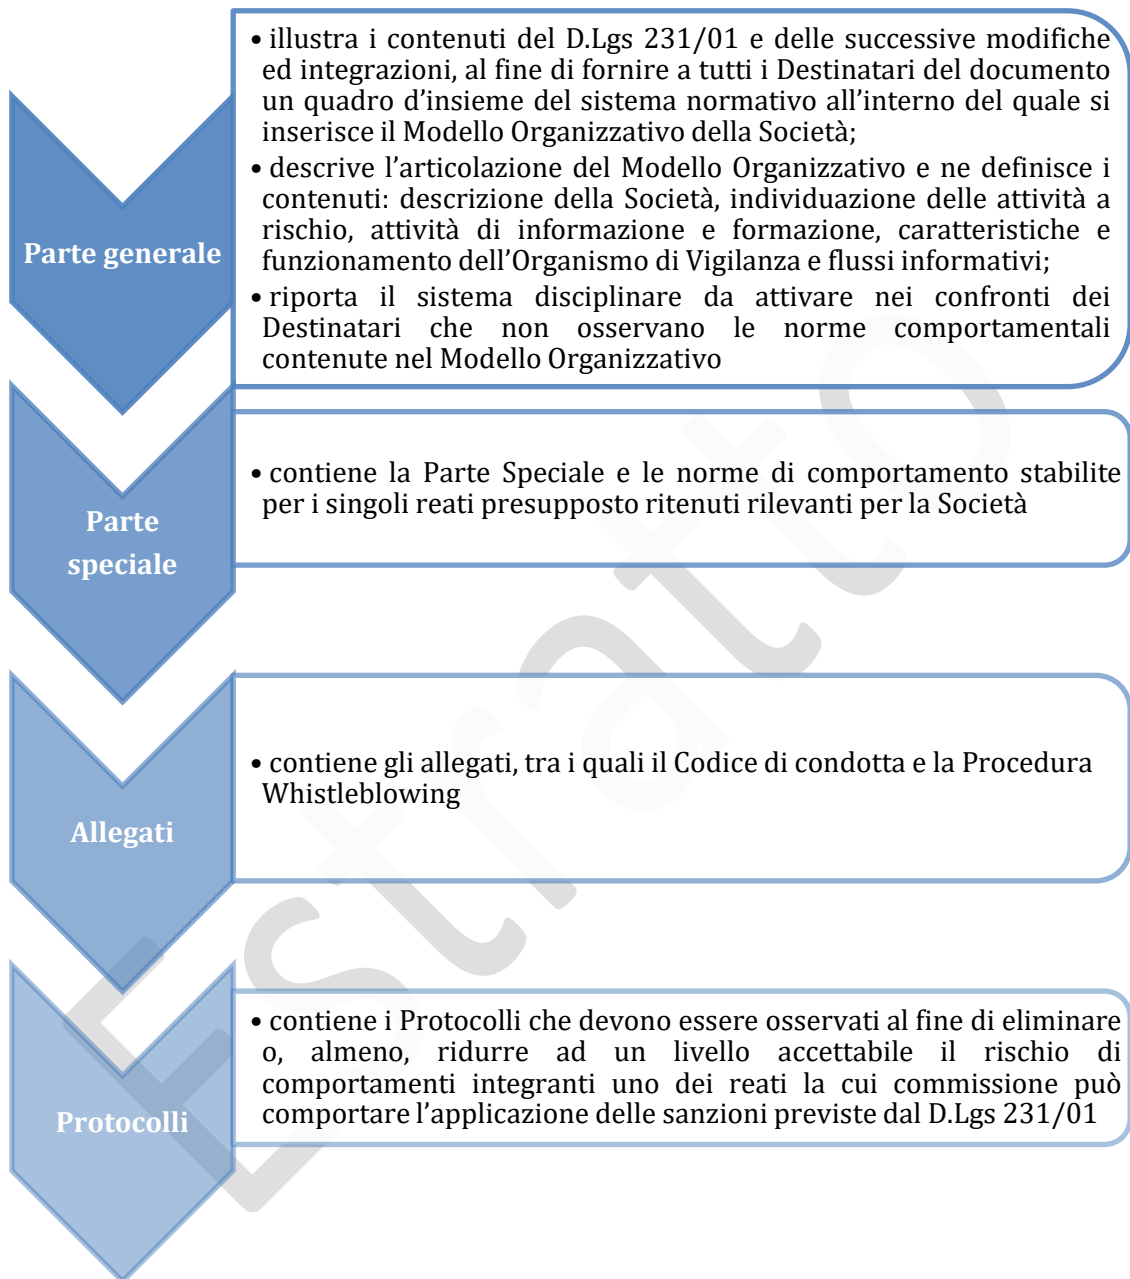 • illustra i contenuti del D.Lgs 231/01 e delle successive modifiche
ed integrazioni, al fine di fornire a tutti i Destinatari del documento
un quadro d’insieme del sistema normativo all’interno del quale si
inserisce il Modello Organizzativo della Società;
• descrive l’articolazione del Modello Organizzativo e ne definisce i
contenuti: descrizione della Società, individuazione delle attività a
rischio, attività di informazione e formazione, caratteristiche e
funzionamento dell’Organismo di Vigilanza e flussi informativi;
• riporta il sistema disciplinare da attivare nei confronti dei
Destinatari che non osservano le norme comportamentali
contenute nel Modello Organizzativo
Parte generale
• contiene la Parte Speciale e le norme di comportamento stabilite
per i singoli reati presupposto ritenuti rilevanti per la Società
Parte
speciale
• contiene gli allegati, tra i quali il Codice di condotta e la Procedura
Whistleblowing
Allegati
• contiene i Protocolli che devono essere osservati al fine di eliminare
o, almeno, ridurre ad un livello accettabile il rischio di
comportamenti integranti uno dei reati la cui commissione può
comportare l’applicazione delle sanzioni previste dal D.Lgs 231/01
Protocolli
Estratto